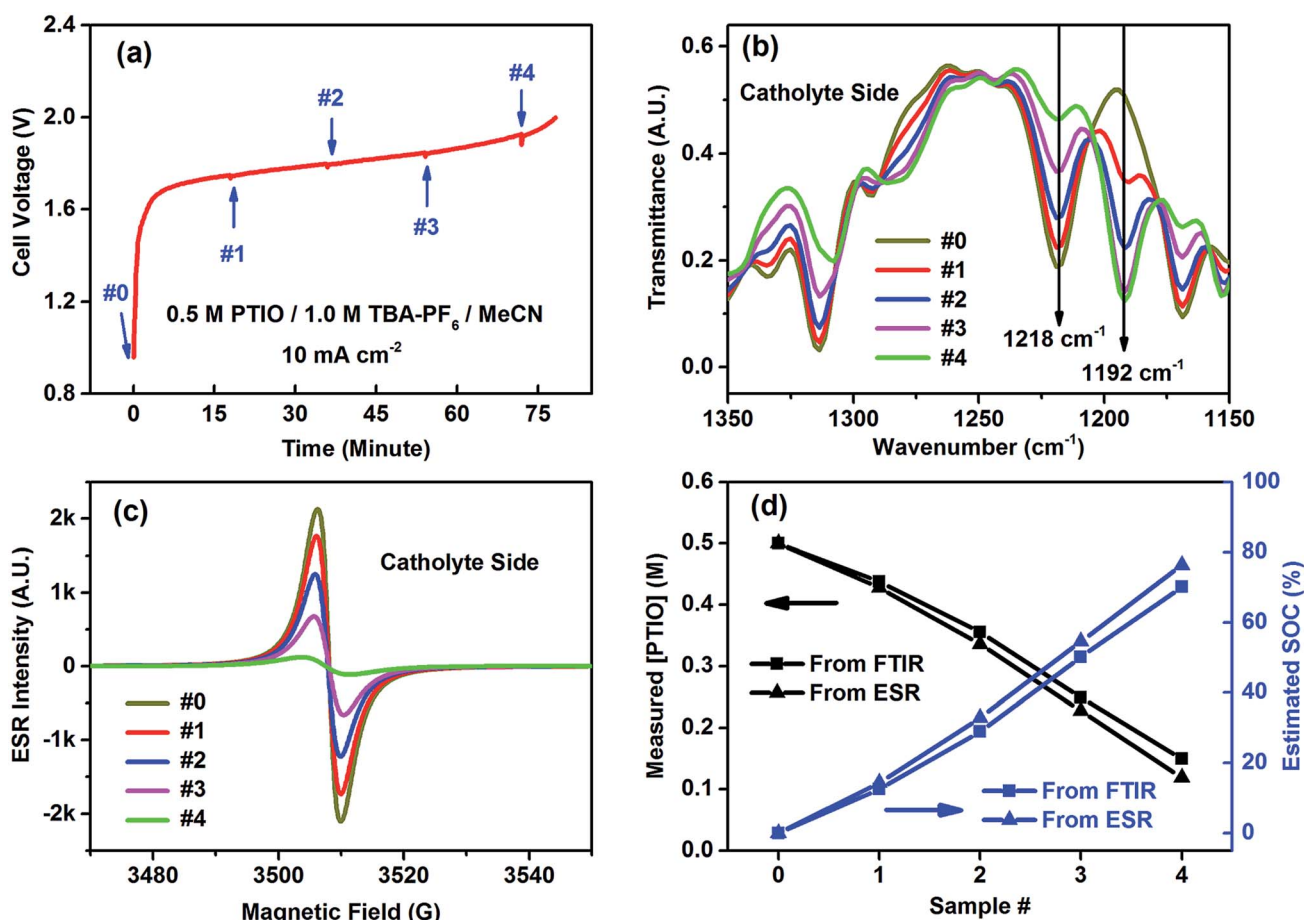 (a)
2.4
2.0
1.6
1.2
0.8
Cell Voltage (V)
#0
#1
#2
#3
#4
0.5 M PTIO / 1.0 M TBA-PF₆ / MeCN
10 mA cm⁻²
0 15 30 45 60 75
Time (Minute)
(b)
0.6
0.4
0.2
0.0
Transmittance (A.U.)
Catholyte Side
#0
#1
#2
#3
#4
1218 cm⁻¹
1192 cm⁻¹
1350 1300 1250 1200 1150
Wavenumber (cm⁻¹)
(c)
2k
1k
0
-1k
-2k
ESR Intensity (A.U.)
Catholyte Side
#0
#1
#2
#3
#4
3480 3500 3520 3540
Magnetic Field (G)
(d)
0.6
0.5
0.4
0.3
0.2
0.1
0.0
Measured [PTIO] (M)
From FTIR
From ESR
From FTIR
From ESR
100
80
60
40
20
0
Estimated SOC (%)
0 1 2 3 4
Sample #